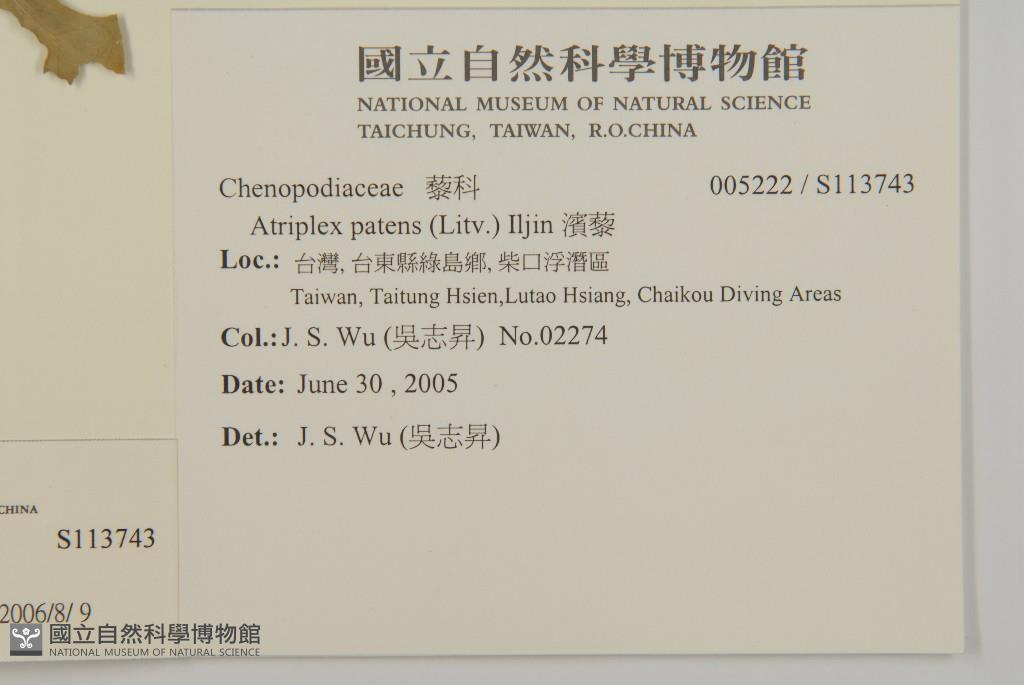 國立自然科學博物館
NATIONAL MUSEUM OF NATURAL SCIENCE
TAICHUNG, TAIWAN, R.O.CHINA
Chenopodiaceae 藜科 005222 / S113743
Atriplex patens (Litv.) Iljin 濱藜
Loc.: 台灣, 台東縣綠島鄉, 柴口浮潛區
Taiwan, Taitung Hsien,Lutao Hsiang, Chaikou Diving Areas
Col.: J. S. Wu (吳志昇) No.02274
Date: June 30 , 2005
Det.: J. S. Wu (吳志昇)
CHINA
S113743
2006/8/ 9
國立自然科學博物館
NATIONAL MUSEUM OF NATURAL SCIENCE